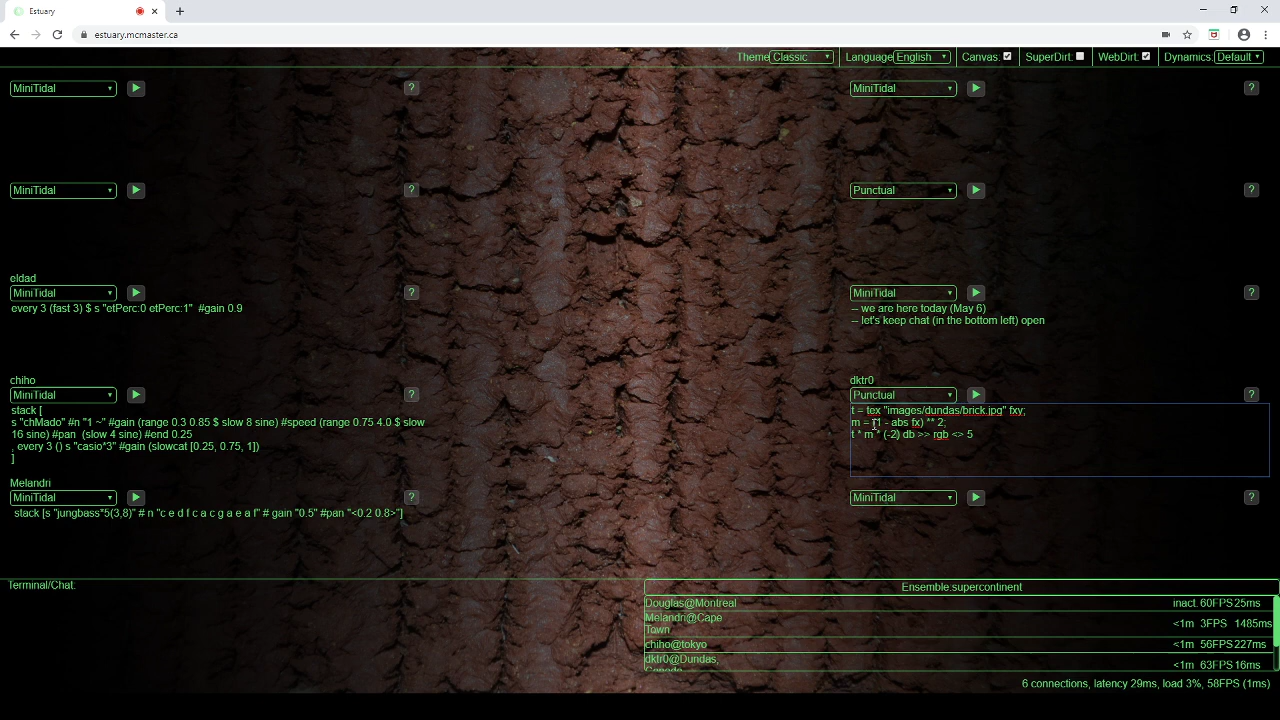 Estuary
estuary.mcmaster.ca
Theme Classic Language English Canvas: SuperDirt: WebDirt: Dynamics: Default
MiniTidal ?
MiniTidal ?
MiniTidal ?
Punctual ?
eldad
MiniTidal ?
every 3 (fast 3) $ s "etPerc:0 etPerc:1" #gain 0.9
MiniTidal ?
-- we are here today (May 6)
-- let's keep chat (in the bottom left) open
chiho
MiniTidal ?
stack [
s "chMado" #n "1 ~" #gain (range 0.3 0.85 $ slow 8 sine) #speed (range 0.75 4.0 $ slow
16 sine) #pan (slow 4 sine) #end 0.25
, every 3 () s "casio*3" #gain (slowcat [0.25, 0.75, 1])
]
dktr0
Punctual ?
t = tex "images/dundas/brick.jpg" fxy;
m = (1 - abs fx) ** 2;
t * m * (-2) db >> rgb <> 5
Melandri
MiniTidal ?
stack [s "jungbass*5(3,8)" # n "c e d f c a c g a e a f" # gain "0.5" #pan "<0.2 0.8>"]
MiniTidal ?
Terminal/Chat:
Ensemble:supercontinent
Douglas@Montreal inact. 60FPS 25ms
Melandri@Cape
Town <1m 3FPS 1485ms
chiho@tokyo <1m 56FPS 227ms
dktr0@Dundas, <1m 63FPS 16ms
Canada
6 connections, latency 29ms, load 3%, 58FPS (1ms)